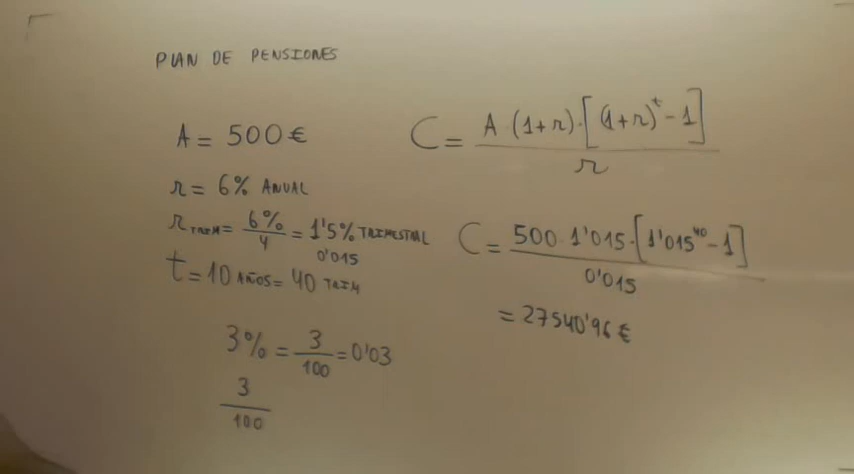 PLAN DE PENSIONES
A = 500 €
r = 6% ANUAL
r TRIM = 6% / 4 = 1'5% TRIMESTRAL
0'015
t = 10 AÑOS = 40 TRIM
3% = 3 / 100 = 0'03
3 / 100
C = A · (1+r) · [(1+r)^t - 1] / r
C = 500 · 1'015 · [1'015^40 - 1] / 0'015
= 27540'96 €